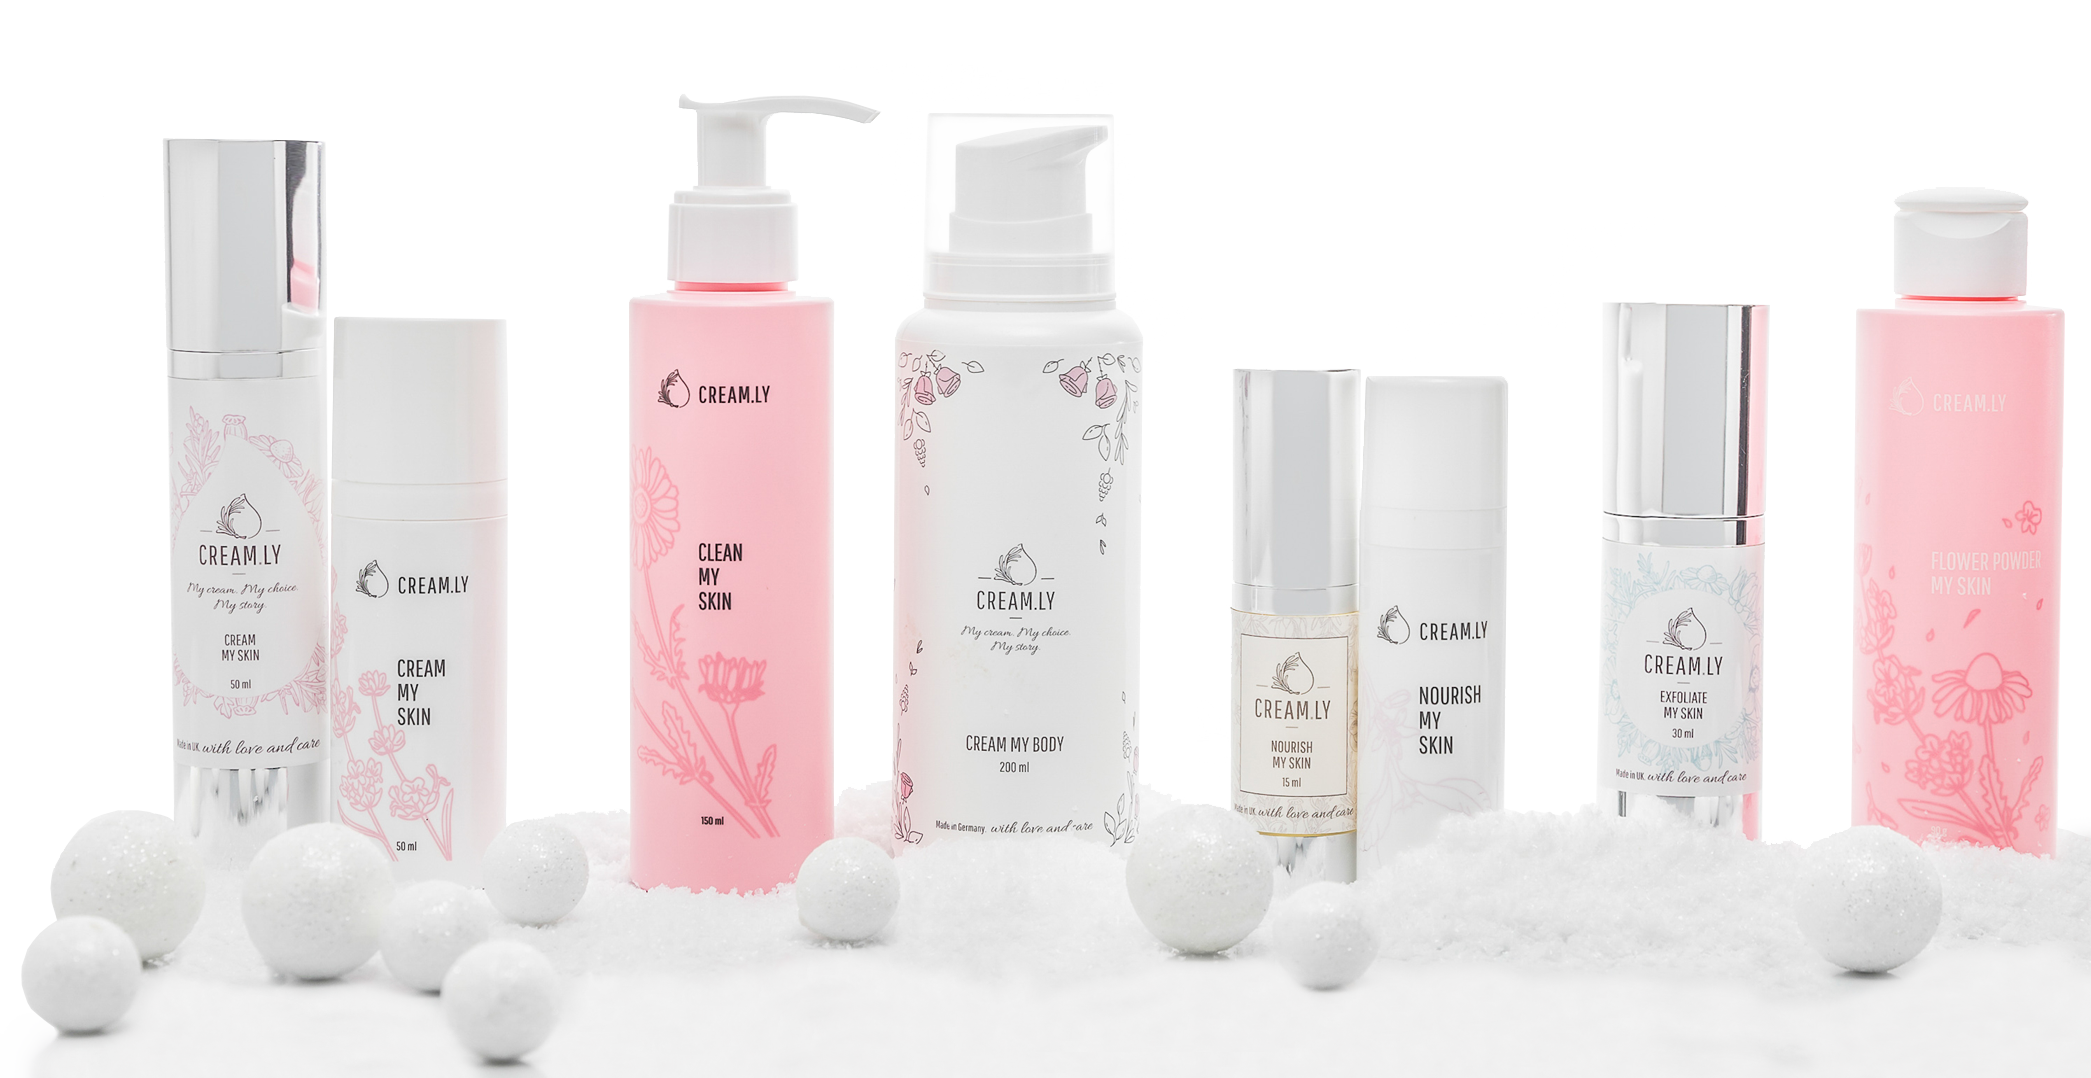 CREAM.LY
My cream. My choice.
My story.
CREAM
MY SKIN
50 ml
Made in UK. with love and care
CREAM.LY
CREAM
MY
SKIN
50 ml
CREAM.LY
CLEAN
MY
SKIN
150 ml
CREAM.LY
My cream. My choice.
My story.
CREAM MY BODY
200 ml
Made in Germany. with love and care
CREAM.LY
NOURISH
MY SKIN
15 ml
Made in UK. with love and care
CREAM.LY
NOURISH
MY
SKIN
CREAM.LY
EXFOLIATE
MY SKIN
30 ml
Made in UK. with love and care
CREAM.LY
FLOWER POWDER
MY SKIN